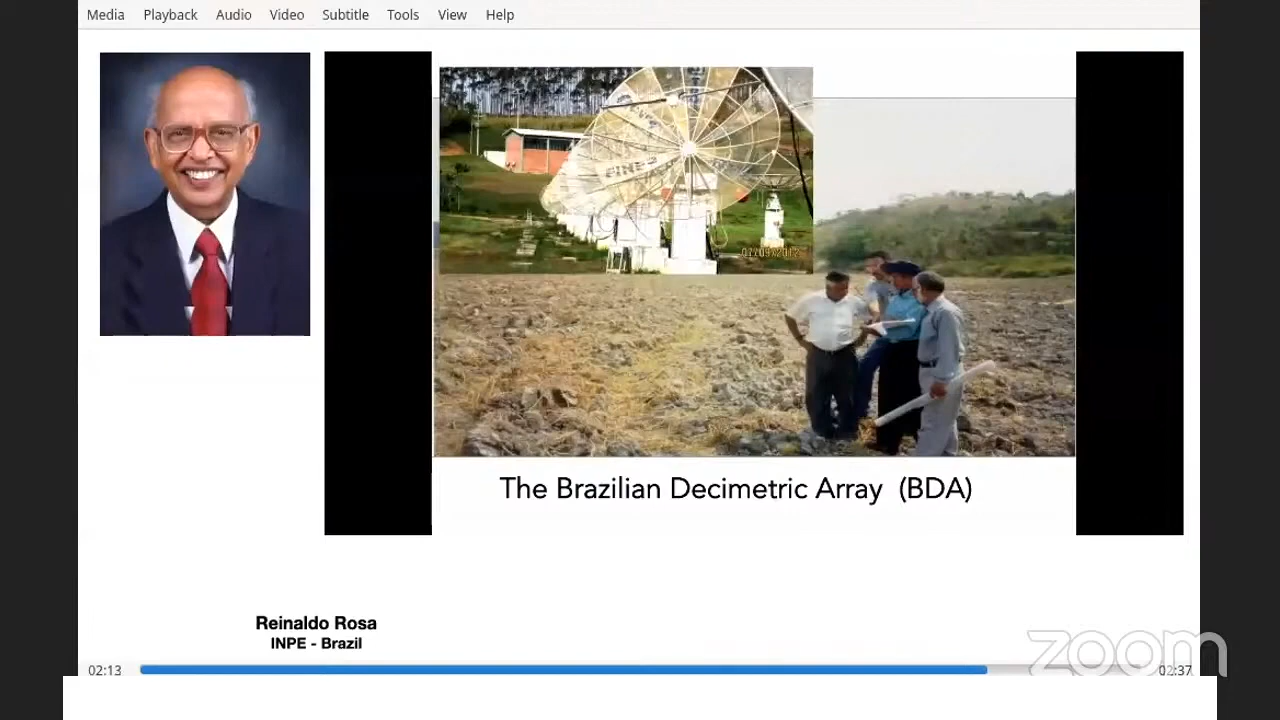 Media Playback Audio Video Subtitle Tools View Help
07/09/2012
The Brazilian Decimetric Array (BDA)
Reinaldo Rosa
INPE - Brazil
02:13
02:37
zoom